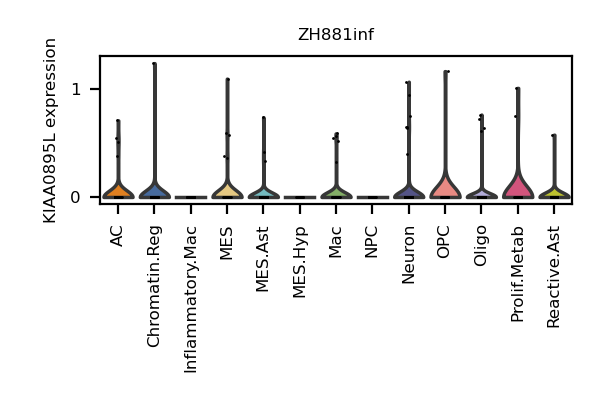 ZH881inf
KIAA0895L expression
1
0
AC
Chromatin.Reg
Inflammatory.Mac
MES
MES.Ast
MES.Hyp
Mac
NPC
Neuron
OPC
Oligo
Prolif.Metab
Reactive.Ast